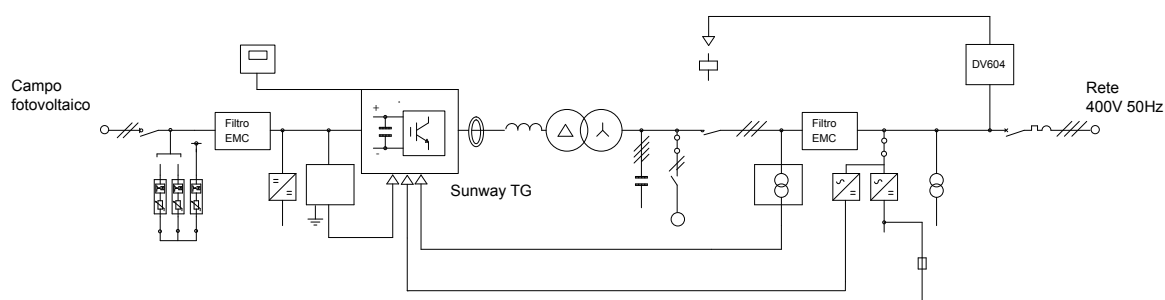 Campo
fotovoltaico
Filtro
EMC
+
-
Sunway TG
Filtro
EMC
DV604
Rete
400V 50Hz